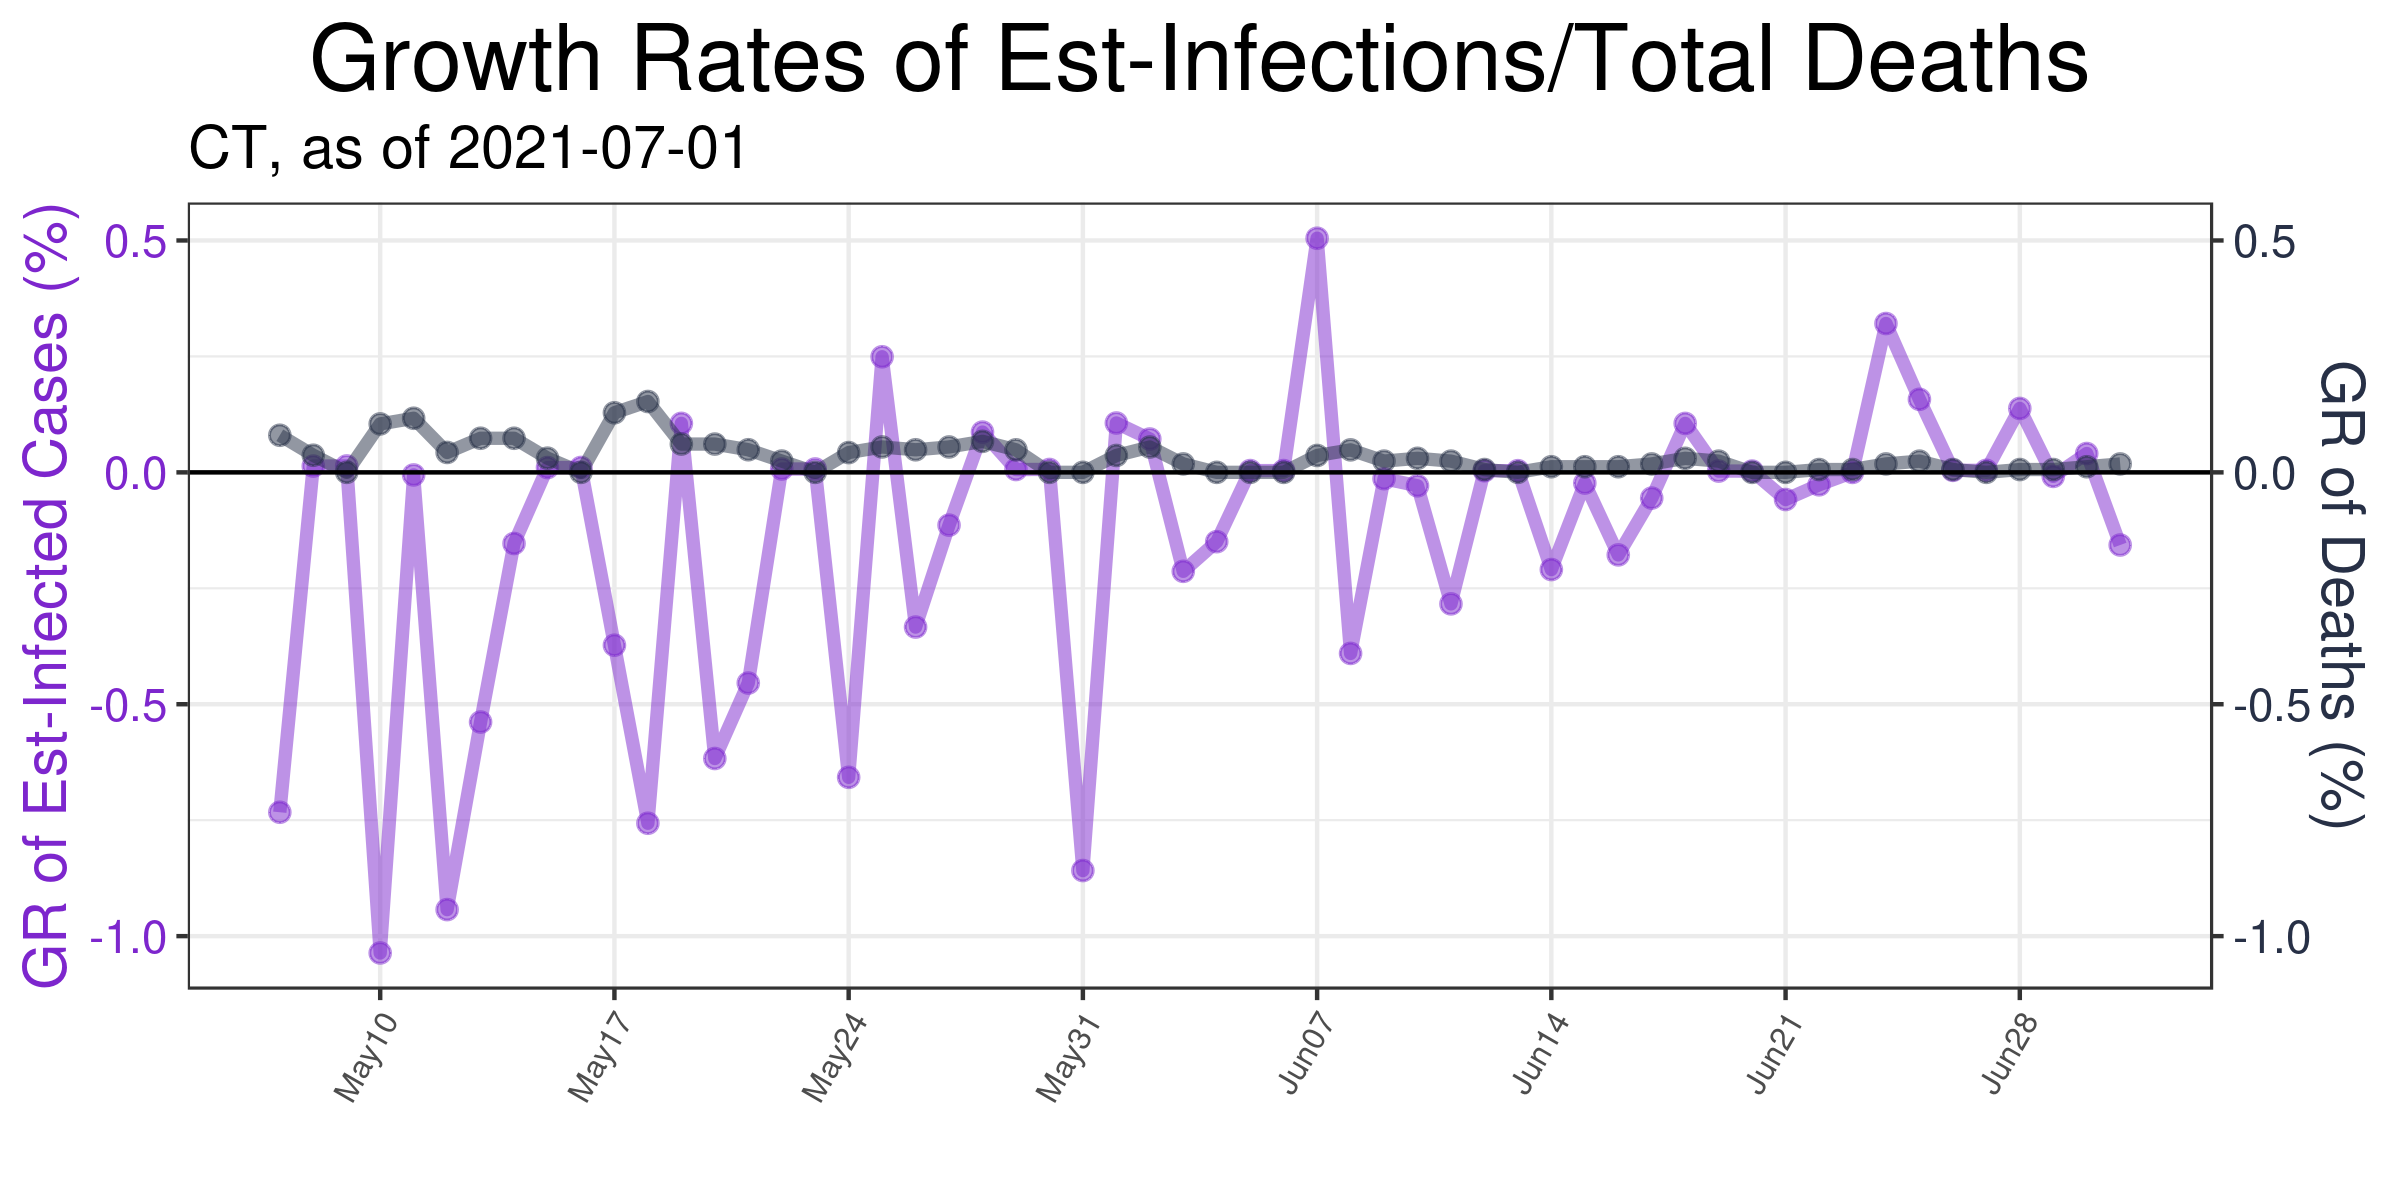 Growth Rates of Est-Infections/Total Deaths
CT, as of 2021-07-01
GR of Est-Infected Cases (%)
0.5
0.0
-0.5
-1.0
0.5
0.0
-0.5
-1.0
GR of Deaths (%)
May10
May17
May24
May31
Jun07
Jun14
Jun21
Jun28